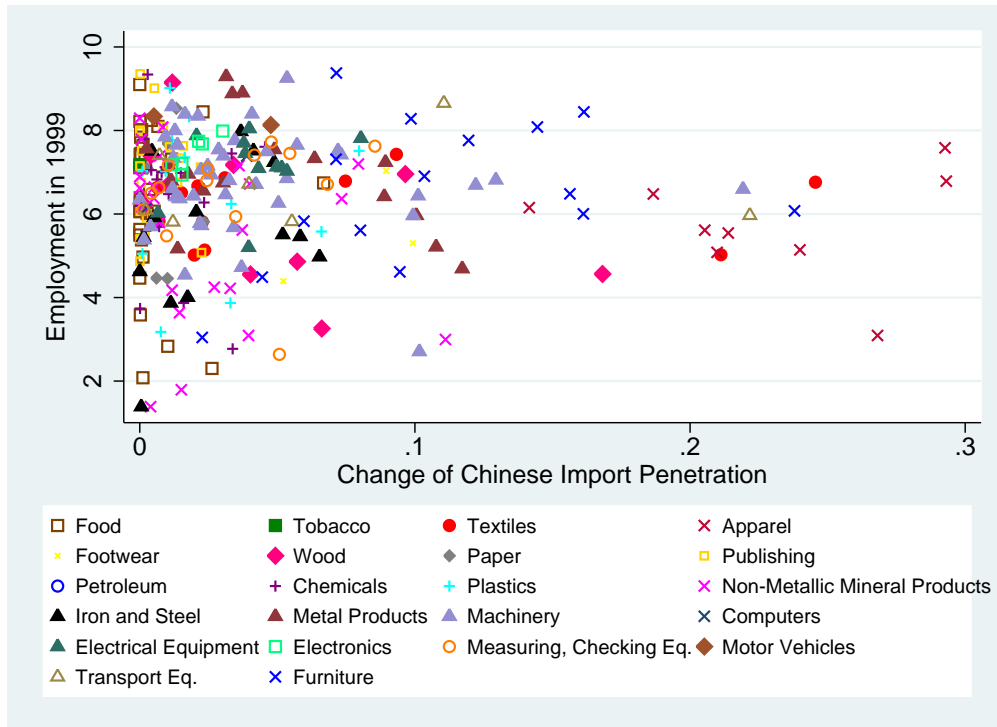 Employment in 1999
10
8
6
4
2
0
.1
.2
.3
Change of Chinese Import Penetration
Food
Tobacco
Textiles
Apparel
Footwear
Wood
Paper
Publishing
Petroleum
Chemicals
Plastics
Non-Metallic Mineral Products
Iron and Steel
Metal Products
Machinery
Computers
Electrical Equipment
Electronics
Measuring, Checking Eq.
Motor Vehicles
Transport Eq.
Furniture